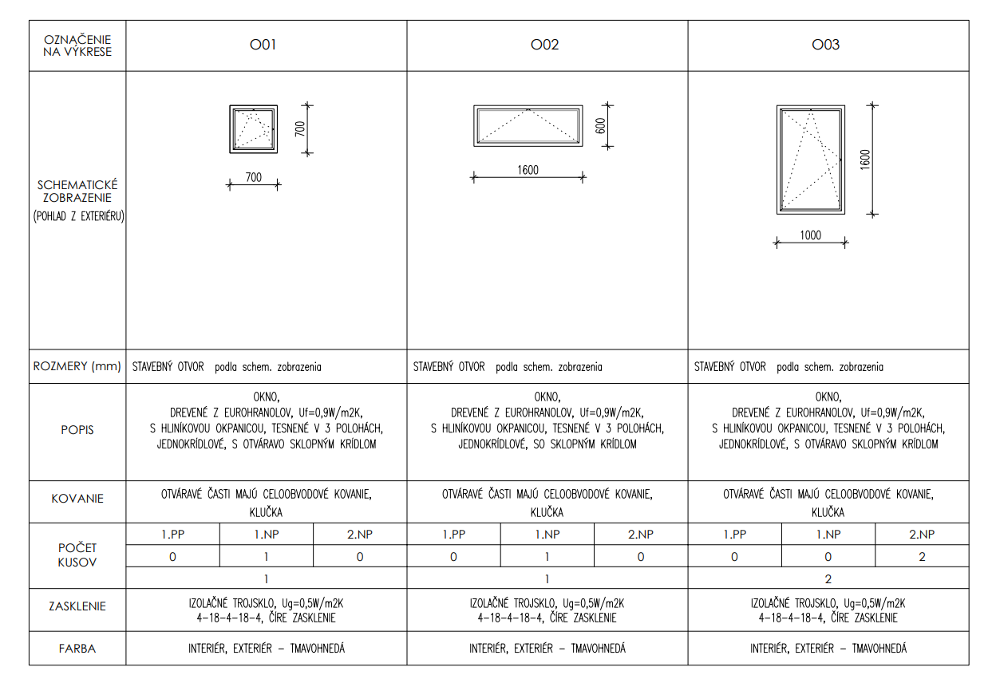 OZNAČENIE
NA VÝKRESE
O01
O02
O03
SCHEMATICKÉ
ZOBRAZENIE
(POHLAD Z EXTERIÉRU)
700
700
600
1600
1600
1000
ROZMERY (mm)
STAVEBNÝ OTVOR podla schem. zobrazenia
STAVEBNÝ OTVOR podla schem. zobrazenia
STAVEBNÝ OTVOR podla schem. zobrazenia
POPIS
OKNO,
DREVENÉ Z EUROHRANOLOV, Uf=0,9W/m2K,
S HLINÍKOVOU OKPANICOU, TESNENÉ V 3 POLOHÁCH,
JEDNOKRÍDLOVÉ, S OTVÁRAVO SKLOPNÝM KRÍDLOM
OKNO,
DREVENÉ Z EUROHRANOLOV, Uf=0,9W/m2K,
S HLINÍKOVOU OKPANICOU, TESNENÉ V 3 POLOHÁCH,
JEDNOKRÍDLOVÉ, SO SKLOPNÝM KRÍDLOM
OKNO,
DREVENÉ Z EUROHRANOLOV, Uf=0,9W/m2K,
S HLINÍKOVOU OKPANICOU, TESNENÉ V 3 POLOHÁCH,
JEDNOKRÍDLOVÉ, S OTVÁRAVO SKLOPNÝM KRÍDLOM
KOVANIE
OTVÁRAVÉ ČASTI MAJÚ CELOOBVODOVÉ KOVANIE,
KLUČKA
OTVÁRAVÉ ČASTI MAJÚ CELOOBVODOVÉ KOVANIE,
KLUČKA
OTVÁRAVÉ ČASTI MAJÚ CELOOBVODOVÉ KOVANIE,
KLUČKA
POČET
KUSOV
1.PP 1.NP 2.NP 1.PP 1.NP 2.NP 1.PP 1.NP 2.NP
0 1 0 0 1 0 0 0 2
1 1 2
ZASKLENIE
IZOLAČNÉ TROJSKLO, Ug=0,5W/m2K
4-18-4-18-4, ČÍRE ZASKLENIE
IZOLAČNÉ TROJSKLO, Ug=0,5W/m2K
4-18-4-18-4, ČÍRE ZASKLENIE
IZOLAČNÉ TROJSKLO, Ug=0,5W/m2K
4-18-4-18-4, ČÍRE ZASKLENIE
FARBA
INTERIÉR, EXTERIÉR – TMAVOHNEDÁ
INTERIÉR, EXTERIÉR – TMAVOHNEDÁ
INTERIÉR, EXTERIÉR – TMAVOHNEDÁ